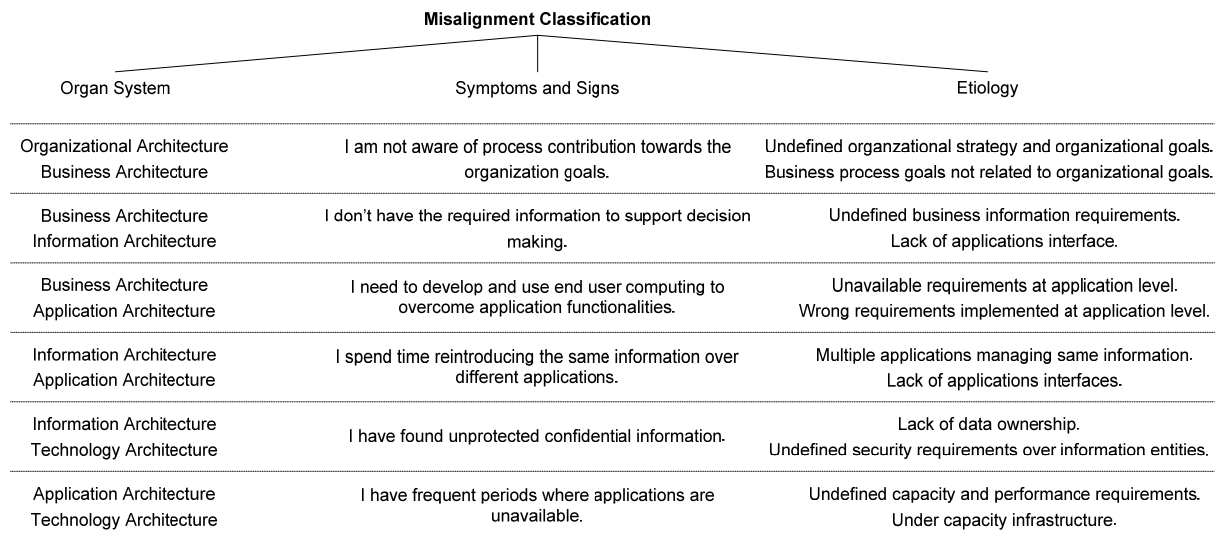 Misalignment Classification
Organ System
Symptoms and Signs
Etiology
Organizational Architecture
Business Architecture
I am not aware of process contribution towards the
organization goals.
Undefined organzational strategy and organizational goals.
Business process goals not related to organizational goals.
Business Architecture
Information Architecture
I don’t have the required information to support decision
making.
Undefined business information requirements.
Lack of applications interface.
Business Architecture
Application Architecture
I need to develop and use end user computing to
overcome application functionalities.
Unavailable requirements at application level.
Wrong requirements implemented at application level.
Information Architecture
Application Architecture
I spend time reintroducing the same information over
different applications.
Multiple applications managing same information.
Lack of applications interfaces.
Information Architecture
Technology Architecture
I have found unprotected confidential information.
Lack of data ownership.
Undefined security requirements over information entities.
Application Architecture
Technology Architecture
I have frequent periods where applications are
unavailable.
Undefined capacity and performance requirements.
Under capacity infrastructure.